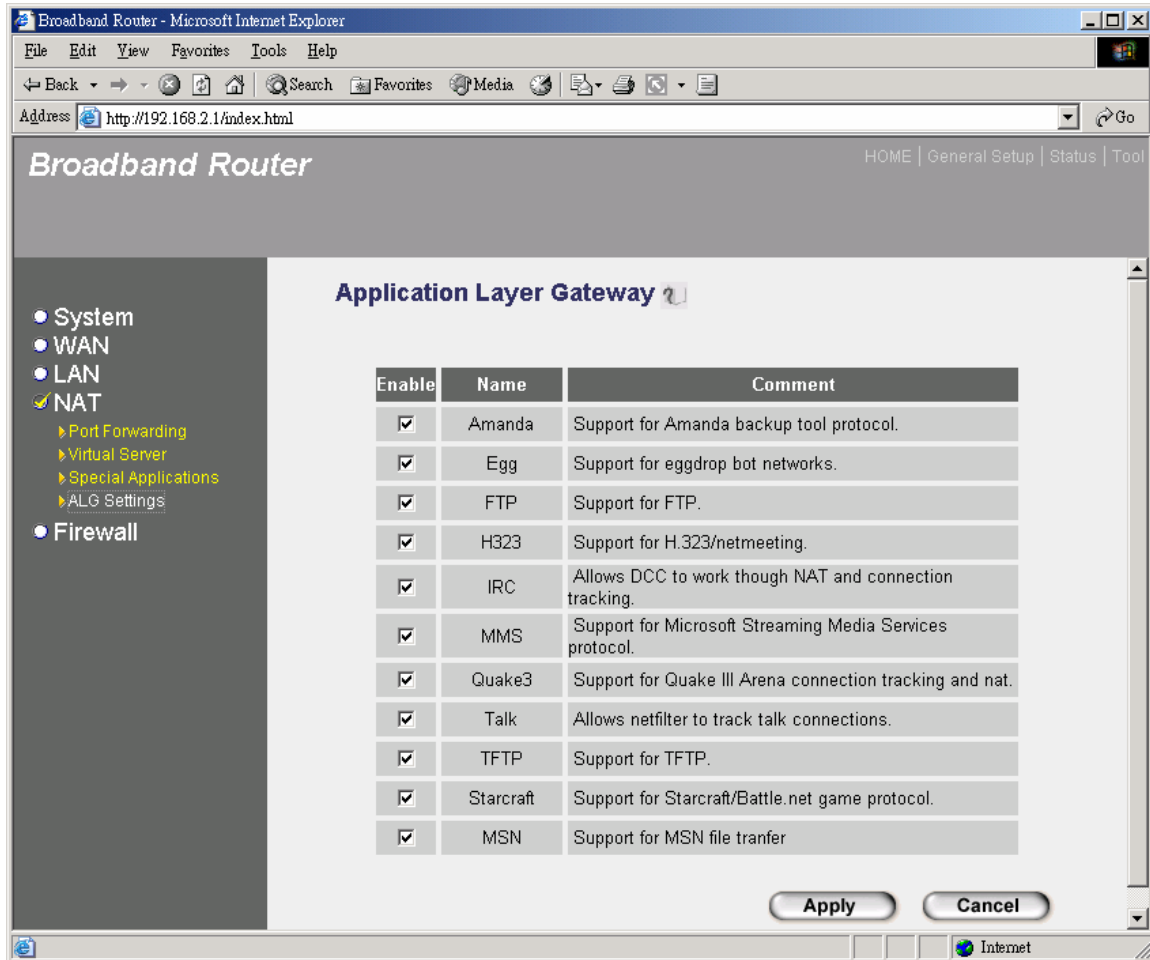 Broadband Router - Microsoft Internet Explorer
File Edit View Favorites Tools Help
Back Search Favorites Media
Address http://192.168.2.1/index.html Go
Broadband Router
HOME | General Setup | Status | Tool
System
WAN
LAN
NAT
Port Forwarding
Virtual Server
Special Applications
ALG Settings
Firewall
Application Layer Gateway
Enable Name Comment
Amanda Support for Amanda backup tool protocol.
Egg Support for eggdrop bot networks.
FTP Support for FTP.
H323 Support for H.323/netmeeting.
IRC Allows DCC to work though NAT and connection
tracking.
MMS Support for Microsoft Streaming Media Services
protocol.
Quake3 Support for Quake III Arena connection tracking and nat.
Talk Allows netfilter to track talk connections.
TFTP Support for TFTP.
Starcraft Support for Starcraft/Battle.net game protocol.
MSN Support for MSN file tranfer
Apply Cancel
Internet